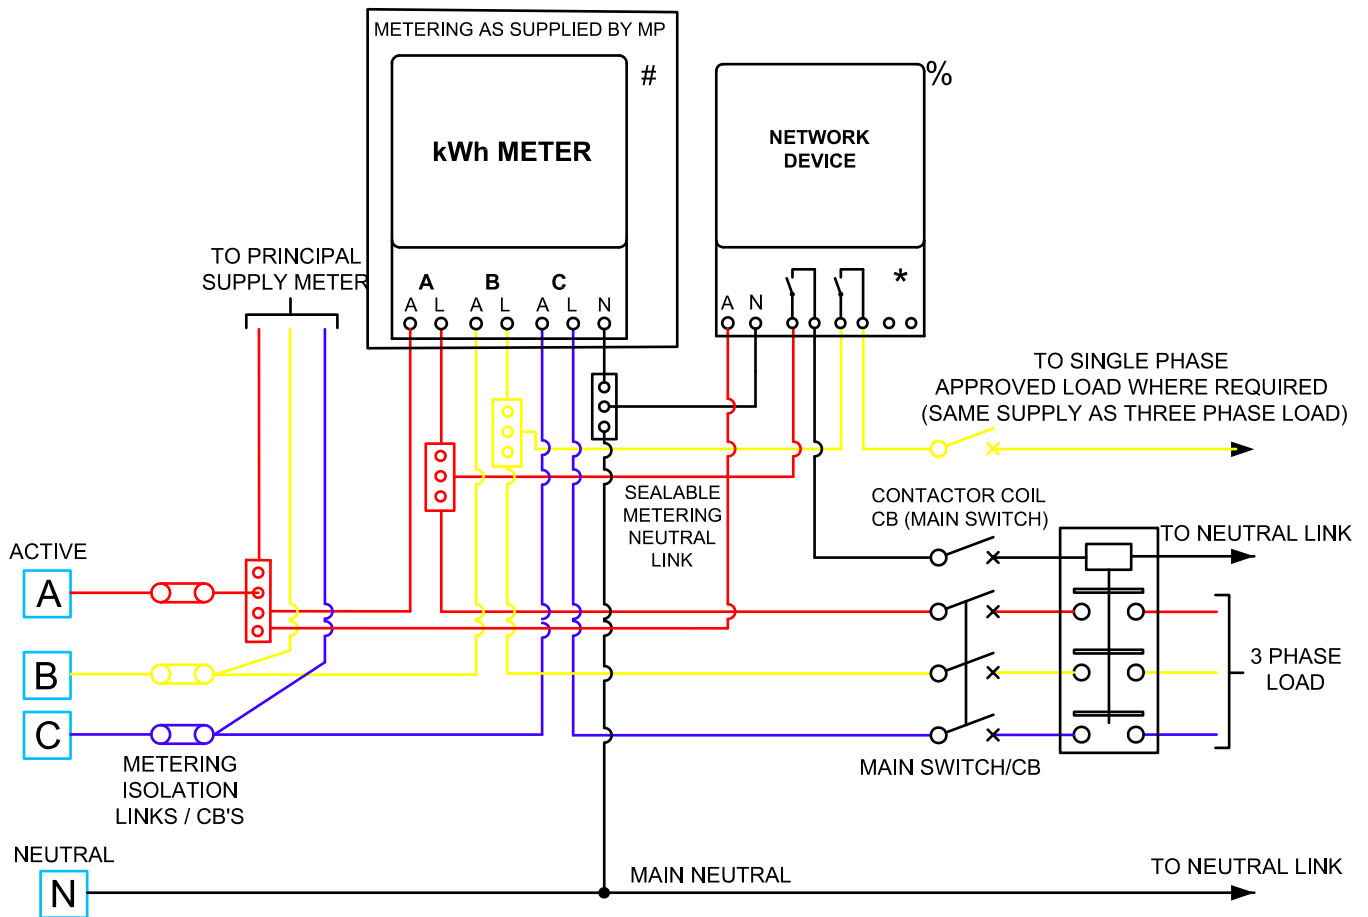 METERING AS SUPPLIED BY MP
#
kWh METER
%
NETWORK
DEVICE
TO PRINCIPAL
SUPPLY METER
A B C
A L A L A L N
A N
*
TO SINGLE PHASE
APPROVED LOAD WHERE REQUIRED
(SAME SUPPLY AS THREE PHASE LOAD)
SEALABLE
METERING
NEUTRAL
LINK
CONTACTOR COIL
CB (MAIN SWITCH)
TO NEUTRAL LINK
ACTIVE
A
B
C
3 PHASE
LOAD
METERING
ISOLATION
LINKS / CB'S
MAIN SWITCH/CB
NEUTRAL
N
MAIN NEUTRAL
TO NEUTRAL LINK